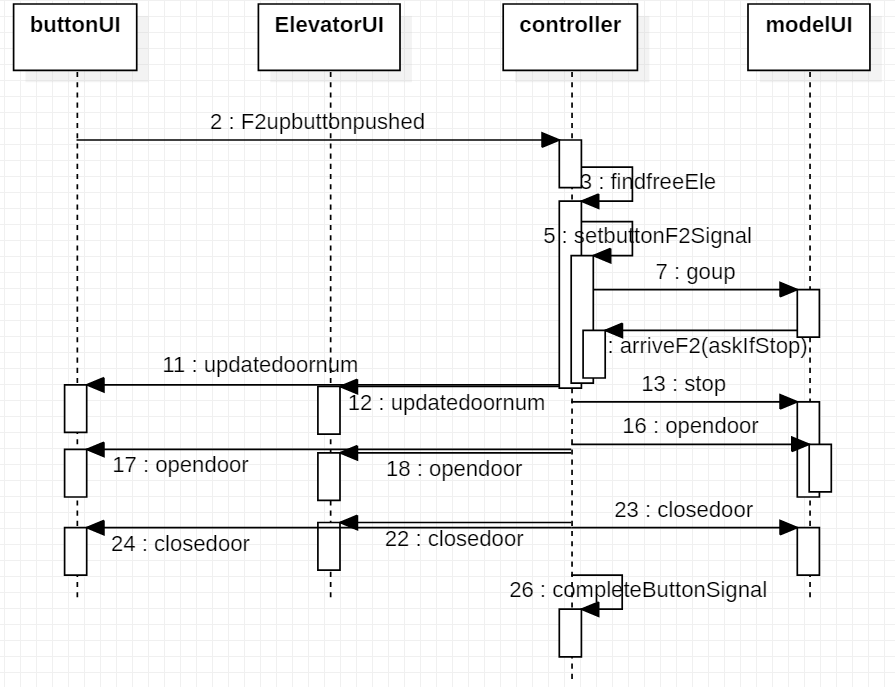 buttonUI
ElevatorUI
controller
modelUI
2 : F2upbuttonpushed
3 : findfreeEle
5 : setbuttonF2Signal
7 : goup
: arriveF2(askIfStop)
11 : updatedoornum
12 : updatedoornum
13 : stop
16 : opendoor
17 : opendoor
18 : opendoor
23 : closedoor
24 : closedoor
22 : closedoor
26 : completeButtonSignal